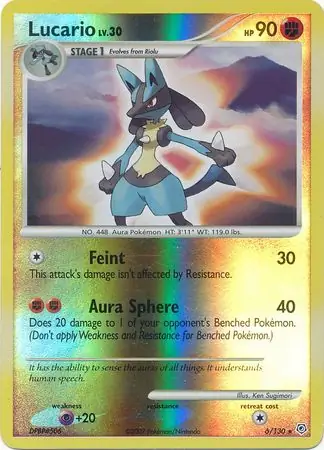 Lucario LV.30 HP 90
STAGE 1 Evolves from Riolu
NO. 448 Aura Pokémon HT: 3'11" WT: 119.0 lbs.
Feint 30
This attack's damage isn't affected by Resistance.
Aura Sphere 40
Does 20 damage to 1 of your opponent's Benched Pokémon.
(Don't apply Weakness and Resistance for Benched Pokémon.)
It has the ability to sense the auras of all things. It understands
human speech.
Illus. Ken Sugimori
weakness resistance retreat cost
+20
DPBP#506 ©2007 Pokémon/Nintendo 6/130 ★